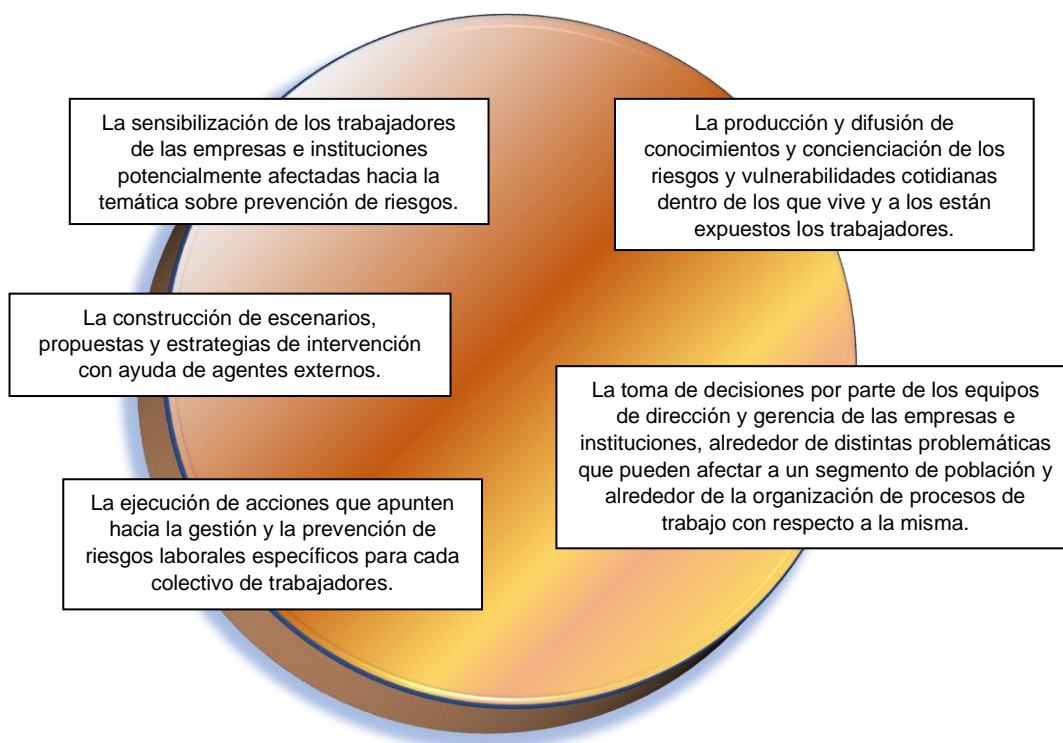 La sensibilización de los trabajadores
de las empresas e instituciones
potencialmente afectadas hacia la
temática sobre prevención de riesgos.
La producción y difusión de
conocimientos y concienciación de los
riesgos y vulnerabilidades cotidianas
dentro de los que vive y a los están
expuestos los trabajadores.
La construcción de escenarios,
propuestas y estrategias de intervención
con ayuda de agentes externos.
La toma de decisiones por parte de los equipos
de dirección y gerencia de las empresas e
instituciones, alrededor de distintas problemáticas
que pueden afectar a un segmento de población y
alrededor de la organización de procesos de
trabajo con respecto a la misma.
La ejecución de acciones que apunten
hacia la gestión y la prevención de
riesgos laborales específicos para cada
colectivo de trabajadores.